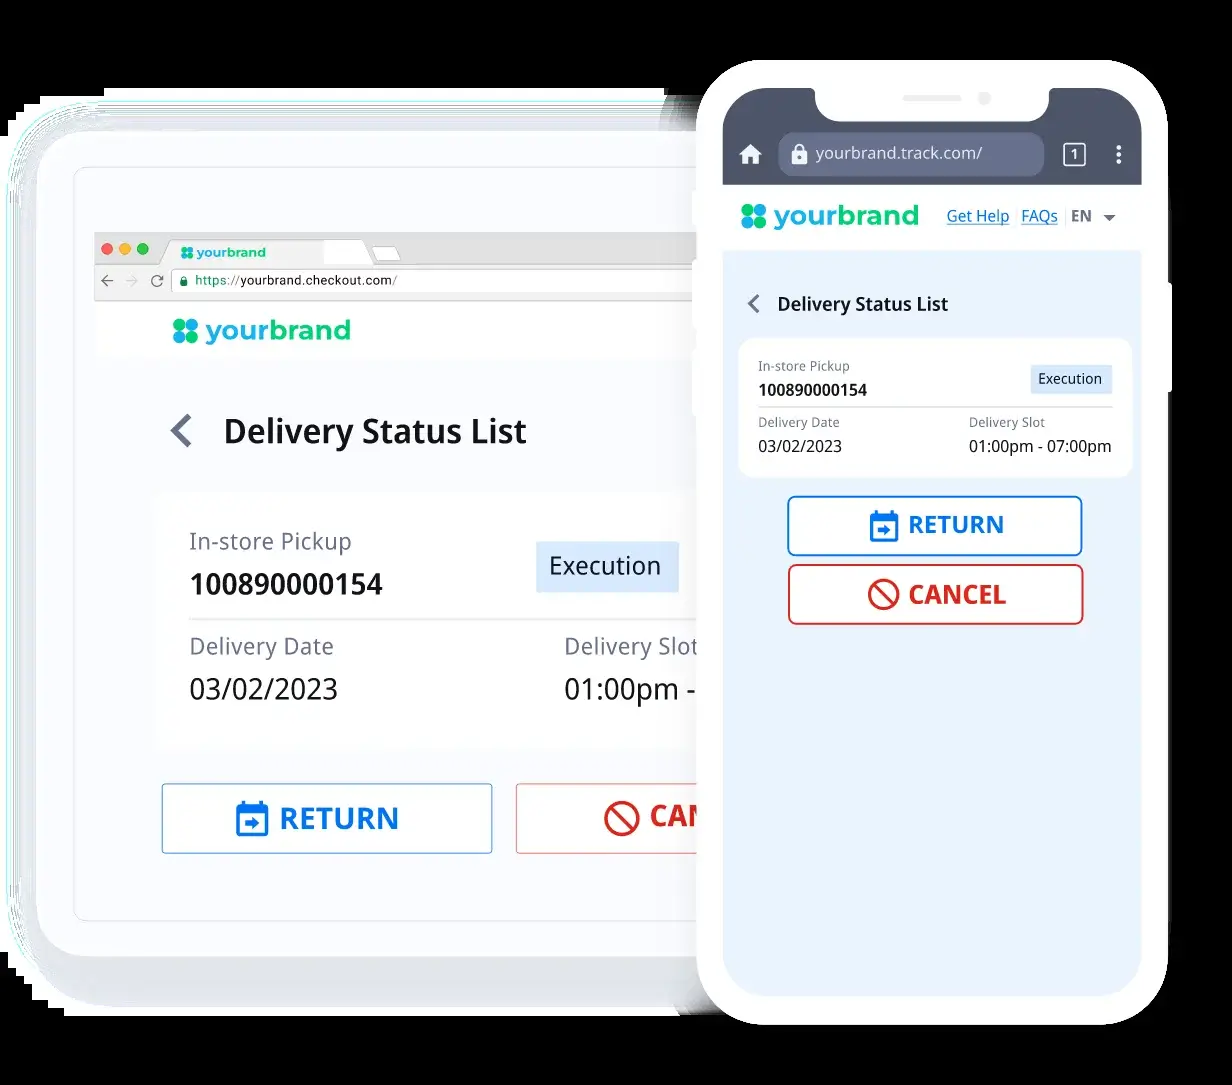 yourbrand
https://yourbrand.checkout.com/
yourbrand
Delivery Status List
In-store Pickup
100890000154
Execution
Delivery Date
Delivery Slot
03/02/2023
01:00pm -
RETURN
CAN
yourbrand.track.com/
1
yourbrand
Get Help
FAQs
EN
Delivery Status List
In-store Pickup
100890000154
Execution
Delivery Date
Delivery Slot
03/02/2023
01:00pm - 07:00pm
RETURN
CANCEL